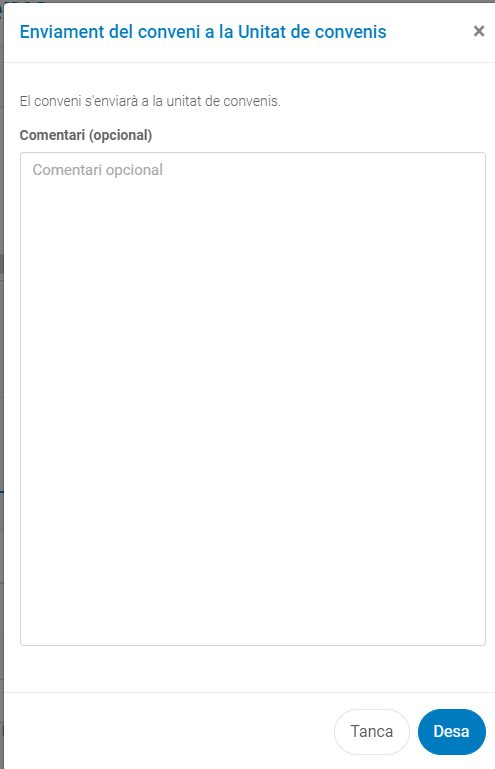 Enviament del conveni a la Unitat de convenis
×
El conveni s'enviarà a la unitat de convenis.
Comentari (opcional)
Comentari opcional
Tanca
Desa